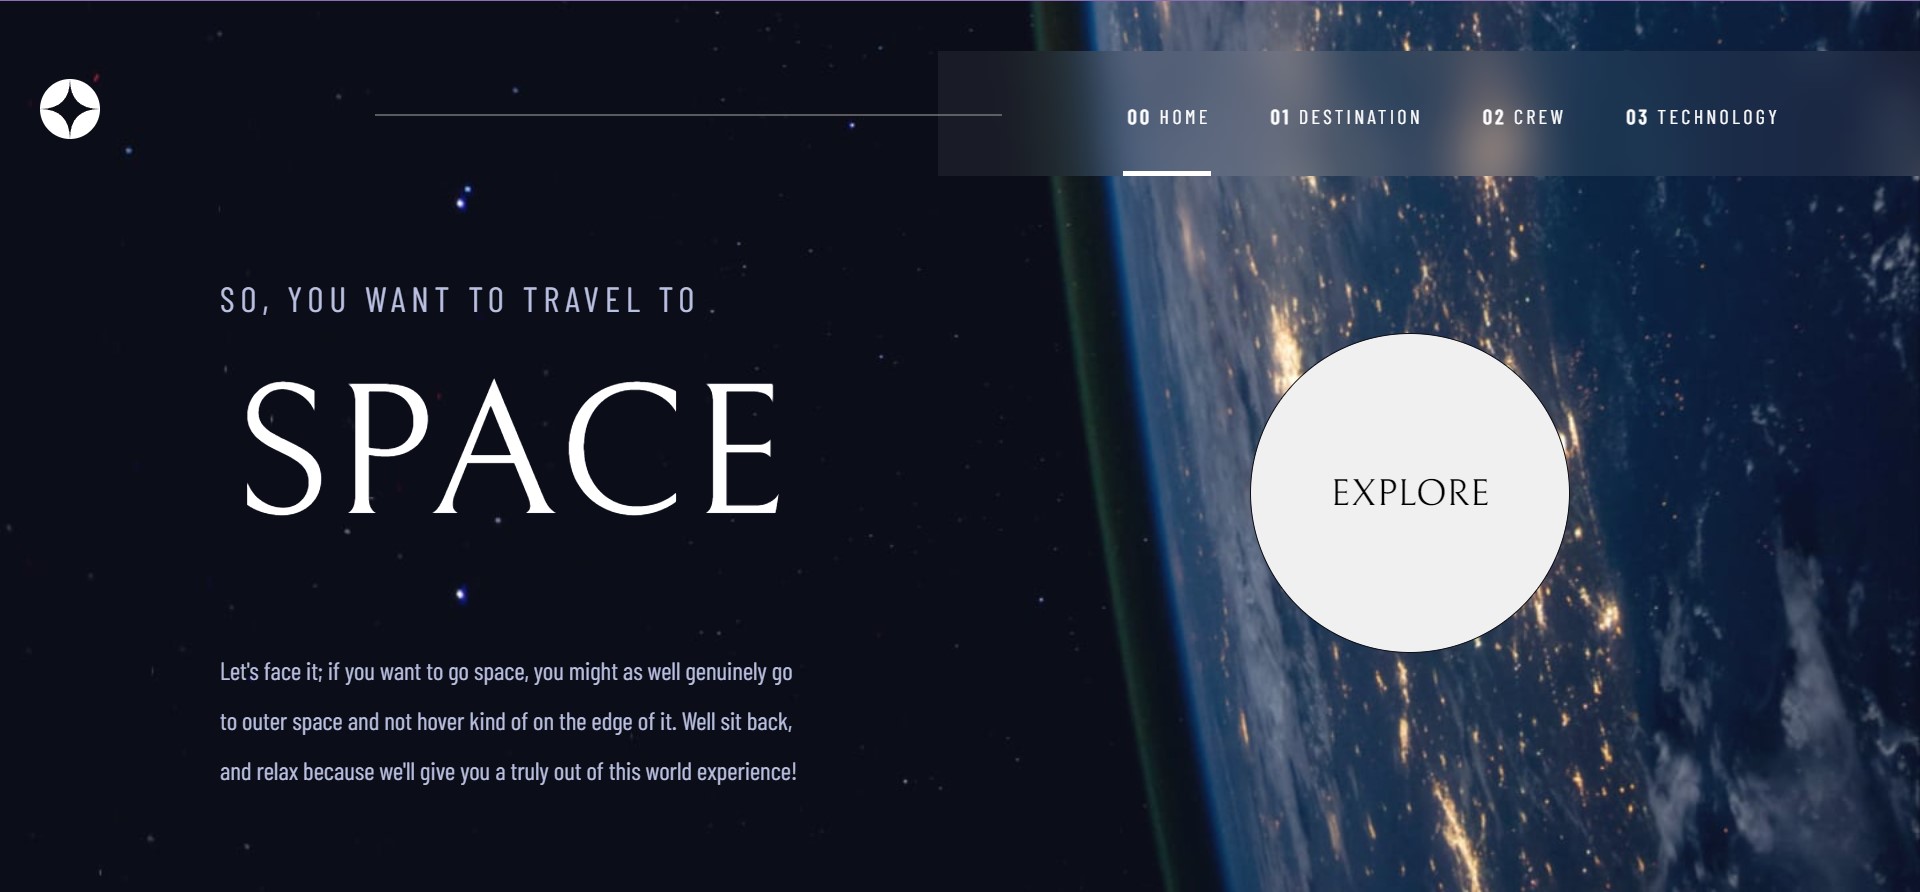 00 HOME 01 DESTINATION 02 CREW 03 TECHNOLOGY
SO, YOU WANT TO TRAVEL TO
SPACE
EXPLORE
Let's face it; if you want to go space, you might as well genuinely go
to outer space and not hover kind of on the edge of it. Well sit back,
and relax because we'll give you a truly out of this world experience!